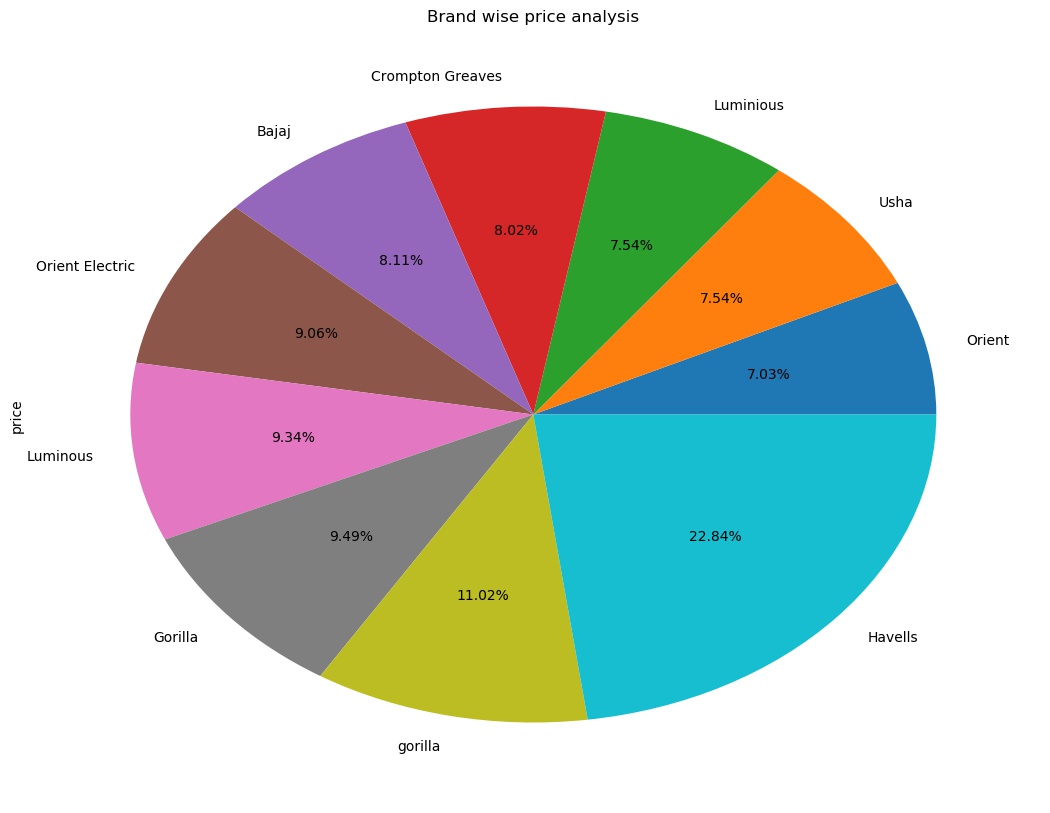 Brand wise price analysis
Crompton Greaves
Luminious
Bajaj
Usha
8.02%
7.54%
8.11%
Orient Electric
7.54%
9.06%
Orient
7.03%
price
9.34%
Luminous
9.49%
22.84%
11.02%
Gorilla
Havells
gorilla